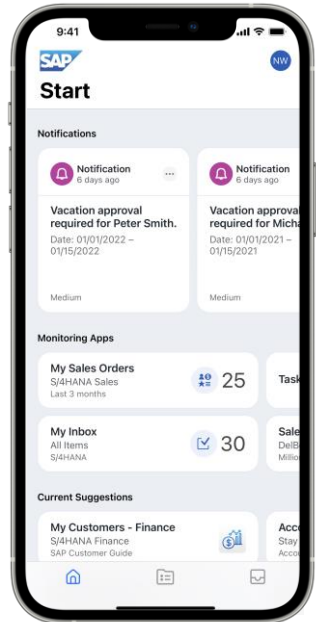 9:41
SAP
NW
Start
Notifications
Notification
6 days ago
...
Vacation approval
required for Peter Smith.
Date: 01/01/2022 –
01/15/2022
Medium
Notification
6 days ago
Vacation approval
required for Micha
Date: 01/01/2021 –
01/15/2021
Medium
Monitoring Apps
My Sales Orders
S/4HANA Sales
Last 3 months
25
Task
My Inbox
All Items
S/4HANA
30
Sale
DelB
Millio
Current Suggestions
My Customers - Finance
S/4HANA Finance
SAP Customer Guide
Acco
Stay
Accou